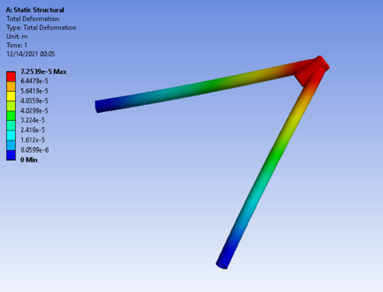 A: Static Structural
Total Deformation
Type: Total Deformation
Unit: m
Time: 1
12/14/2021 00:05
7.2539e-5 Max
6.4479e-5
5.6419e-5
4.8359e-5
4.0299e-5
3.224e-5
2.418e-5
1.612e-5
8.0599e-6
0 Min